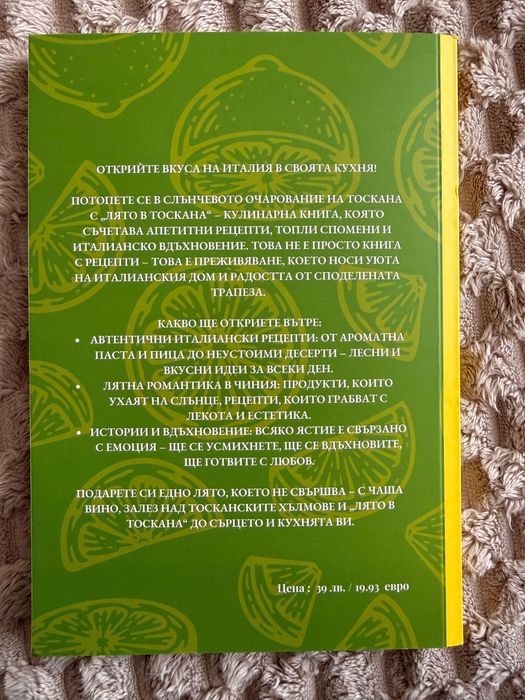 ОТКРИЙТЕ ВКУСА НА ИТАЛИЯ В СВОЯТА КУХНЯ!
ПОТОПЕТЕ СЕ В СЛЪНЧЕВОТО ОЧАРОВАНИЕ НА ТОСКАНА
С „ЛЯТО В ТОСКАНА“ – КУЛИНАРНА КНИГА, КОЯТО
СЪЧЕТАВА АПЕТИТНИ РЕЦЕПТИ, ТОПЛИ СПОМЕНИ И
ИТАЛИАНСКО ВДЪХНОВЕНИЕ. ТОВА НЕ Е ПРОСТО КНИГА
С РЕЦЕПТИ – ТОВА Е ПРЕЖИВЯВАНЕ, КОЕТО НОСИ УЮТА
НА ИТАЛИАНСКИЯ ДОМ И РАДОСТТА ОТ СПОДЕЛЕНАТА
ТРАПЕЗА.
КАКВО ЩЕ ОТКРИЕТЕ ВЪТРЕ:
• АВТЕНТИЧНИ ИТАЛИАНСКИ РЕЦЕПТИ: ОТ АРОМАТНА
ПАСТА И ПИЦА ДО НЕУСТОИМИ ДЕСЕРТИ – ЛЕСНИ И
ВКУСНИ ИДЕИ ЗА ВСЕКИ ДЕН.
• ЛЯТНА РОМАНТИКА В ЧИНИЯ: ПРОДУКТИ, КОИТО
УХАЯТ НА СЛЪНЦЕ, РЕЦЕПТИ, КОИТО ГРАБВАТ С
ЛЕКОТА И ЕСТЕТИКА.
• ИСТОРИИ И ВДЪХНОВЕНИЕ: ВСЯКО ЯСТИЕ Е СВЪРЗАНО
С ЕМОЦИЯ – ЩЕ СЕ УСМИХНЕТЕ, ЩЕ СЕ ВДЪХНОВИТЕ,
ЩЕ ГОТВИТЕ С ЛЮБОВ.
ПОДАРЕТЕ СИ ЕДНО ЛЯТО, КОЕТО НЕ СВЪРШВА – С ЧАША
ВИНО, ЗАЛЕЗ НАД ТОСКАНСКИТЕ ХЪЛМОВЕ И „ЛЯТО В
ТОСКАНА“ ДО СЪРЦЕТО И КУХНЯТА ВИ.
Цена : 39 лв. / 19.93 евро